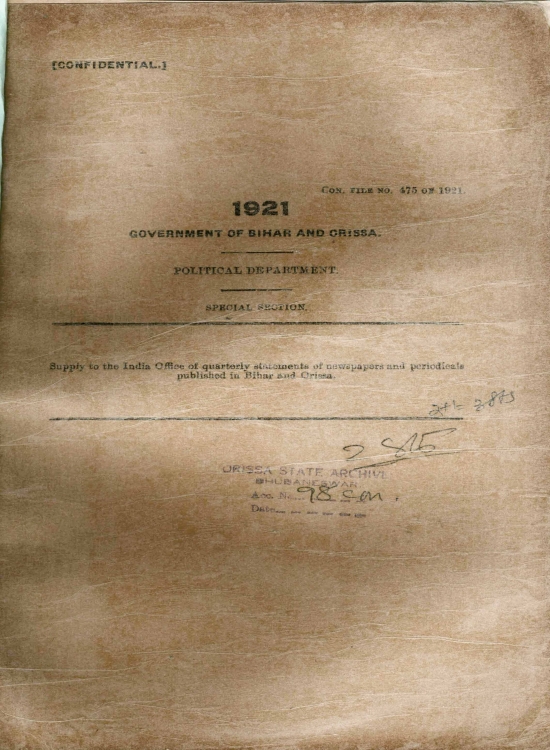 [CONFIDENTIAL.]
CON. FILE NO. 475 OF 1921.
1921
GOVERNMENT OF BIHAR AND ORISSA.
POLITICAL DEPARTMENT.
SPECIAL SECTION.
Supply to the India Office of quarterly statements of newspapers and periodicals
published in Bihar and Orissa.
ORISSA STATE ARCHIVE
BHUBANESWAR
Acc. No... 98 con.
Date